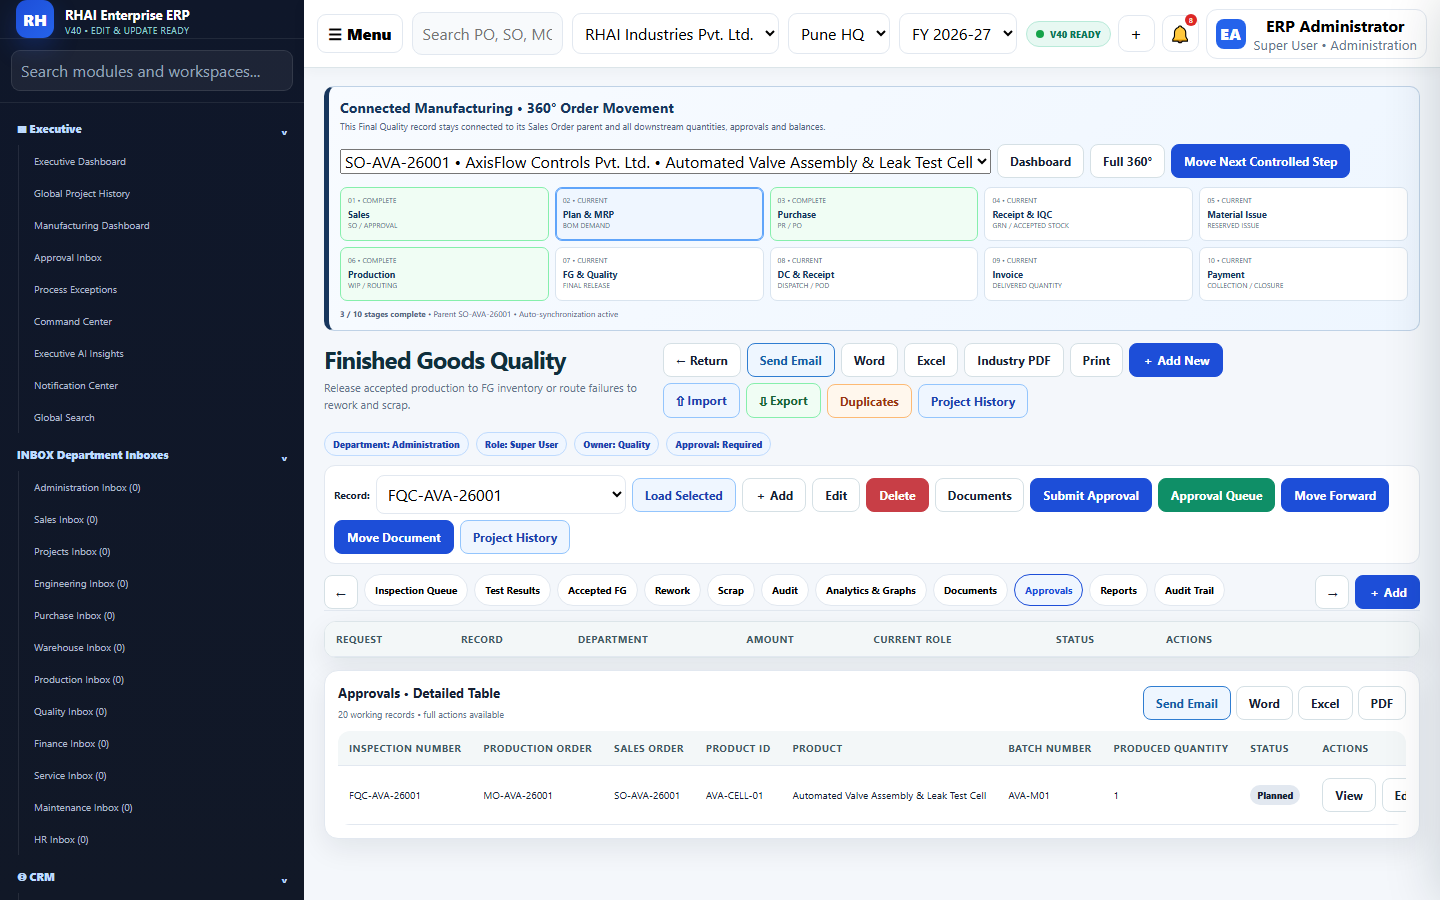 RH
RHAI Enterprise ERP
V40 • EDIT & UPDATE READY
Search modules and workspaces...
Executive
Executive Dashboard
Global Project History
Manufacturing Dashboard
Approval Inbox
Process Exceptions
Command Center
Executive AI Insights
Notification Center
Global Search
INBOX Department Inboxes
Administration Inbox (0)
Sales Inbox (0)
Projects Inbox (0)
Engineering Inbox (0)
Purchase Inbox (0)
Warehouse Inbox (0)
Production Inbox (0)
Quality Inbox (0)
Finance Inbox (0)
Service Inbox (0)
Maintenance Inbox (0)
HR Inbox (0)
CRM
☰ Menu
Search PO, SO, MC
RHAI Industries Pvt. Ltd.
Pune HQ
FY 2026-27
V40 READY
+
8
EA
ERP Administrator
Super User • Administration
Connected Manufacturing • 360° Order Movement
This Final Quality record stays connected to its Sales Order parent and all downstream quantities, approvals and balances.
SO-AVA-26001 • AxisFlow Controls Pvt. Ltd. • Automated Valve Assembly & Leak Test Cell
Dashboard
Full 360°
Move Next Controlled Step
01 • COMPLETE
Sales
SO / APPROVAL
02 • CURRENT
Plan & MRP
BOM DEMAND
03 • COMPLETE
Purchase
PR / PO
04 • CURRENT
Receipt & IQC
GRN / ACCEPTED STOCK
05 • CURRENT
Material Issue
RESERVED ISSUE
06 • COMPLETE
Production
WIP / ROUTING
07 • CURRENT
FG & Quality
FINAL RELEASE
08 • CURRENT
DC & Receipt
DISPATCH / POD
09 • CURRENT
Invoice
DELIVERED QUANTITY
10 • CURRENT
Payment
COLLECTION / CLOSURE
3 / 10 stages complete • Parent SO-AVA-26001 • Auto-synchronization active
Finished Goods Quality
Release accepted production to FG inventory or route failures to
rework and scrap.
← Return
Send Email
Word
Excel
Industry PDF
Print
+ Add New
⇧ Import
⇩ Export
Duplicates
Project History
Department: Administration
Role: Super User
Owner: Quality
Approval: Required
Record:
FQC-AVA-26001
Load Selected
+ Add
Edit
Delete
Documents
Submit Approval
Approval Queue
Move Forward
Move Document
Project History
←
Inspection Queue
Test Results
Accepted FG
Rework
Scrap
Audit
Analytics & Graphs
Documents
Approvals
Reports
Audit Trail
→
+ Add
REQUEST RECORD DEPARTMENT AMOUNT CURRENT ROLE STATUS ACTIONS
Approvals • Detailed Table
20 working records • full actions available
Send Email
Word
Excel
PDF
INSPECTION NUMBER PRODUCTION ORDER SALES ORDER PRODUCT ID PRODUCT BATCH NUMBER PRODUCED QUANTITY STATUS ACTIONS
FQC-AVA-26001 MO-AVA-26001 SO-AVA-26001 AVA-CELL-01 Automated Valve Assembly & Leak Test Cell AVA-M01 1 Planned View Ec